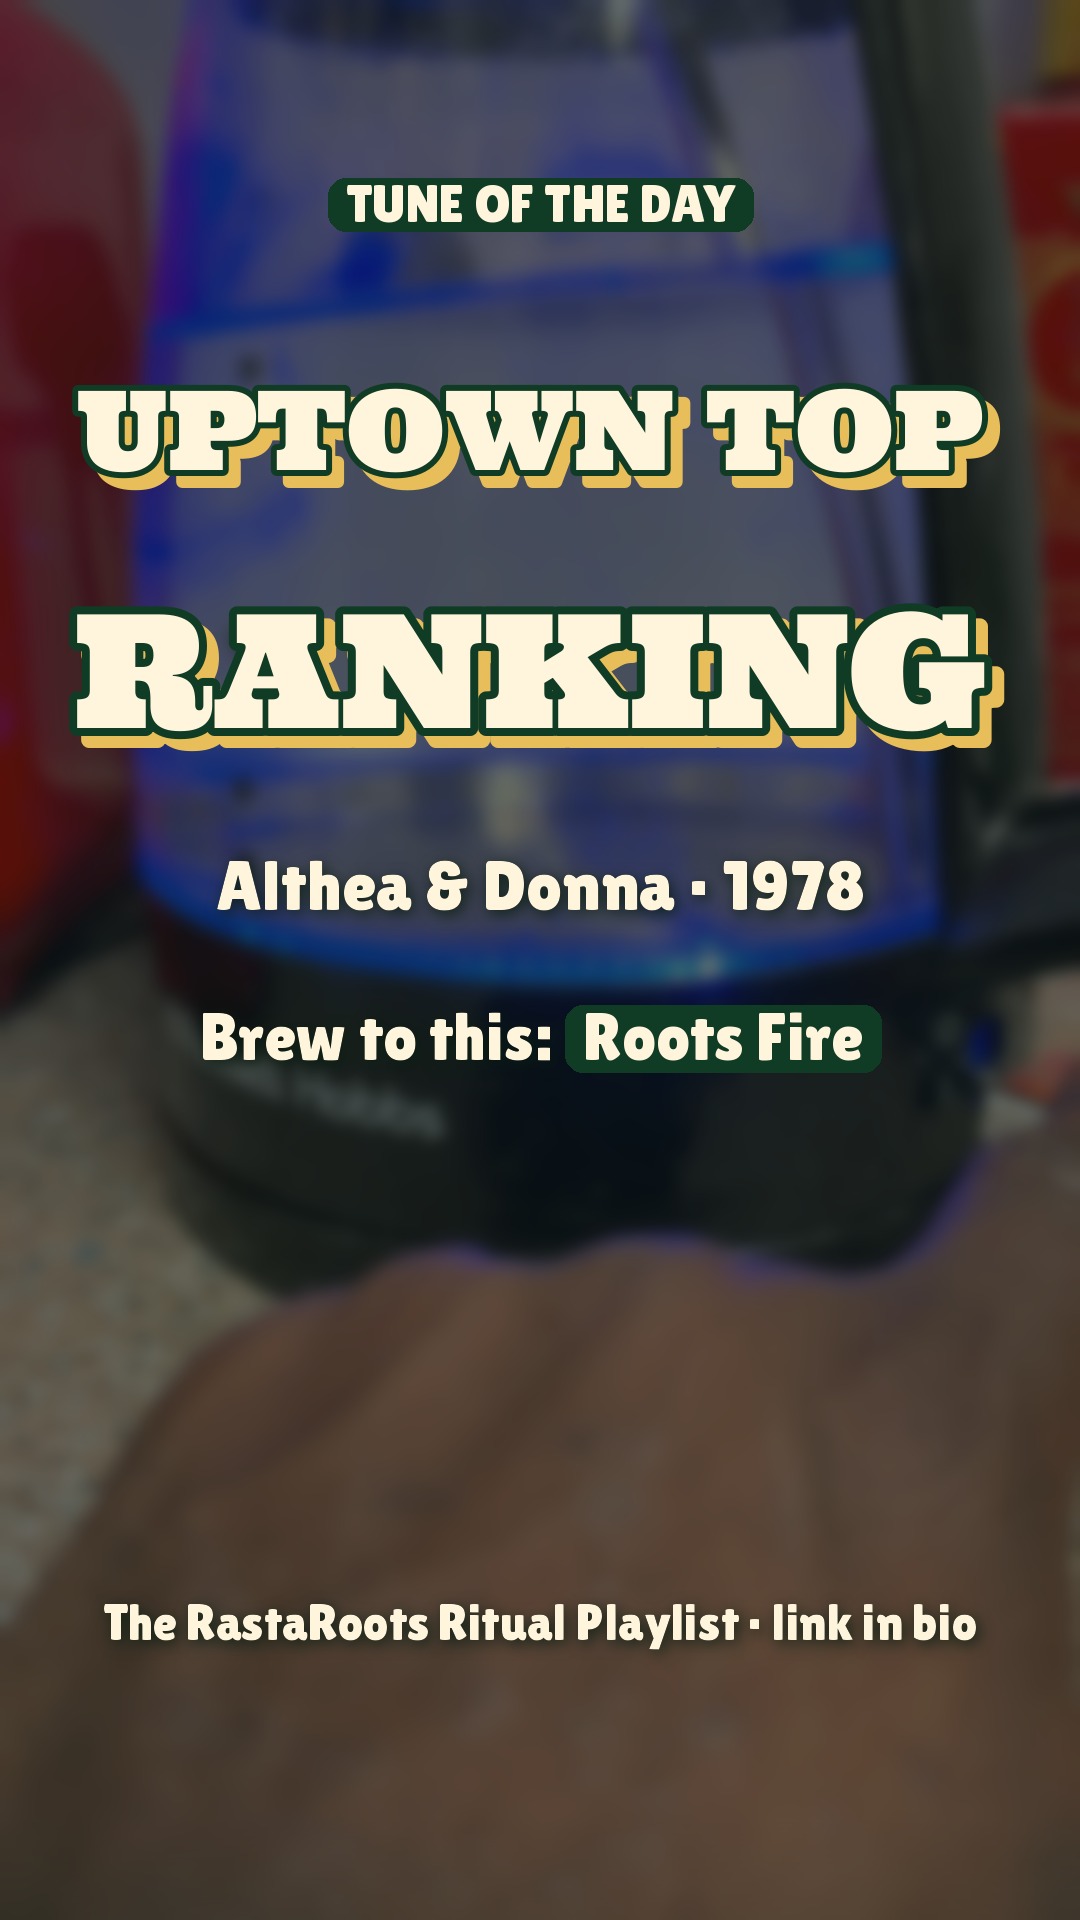 TUNE OF THE DAY
UPTOWN TOP
RANKING
Althea & Donna · 1978
Brew to this: Roots Fire
The RastaRoots Ritual Playlist · link in bio